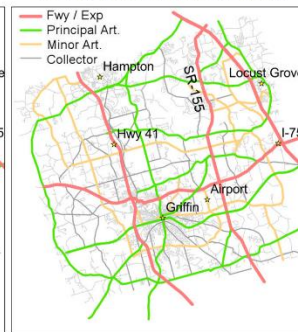 Fwy / Exp
Principal Art.
Minor Art.
Collector
Hampton
SR-155
Locust Grove
Hwy 41
I-75
Airport
Griffin